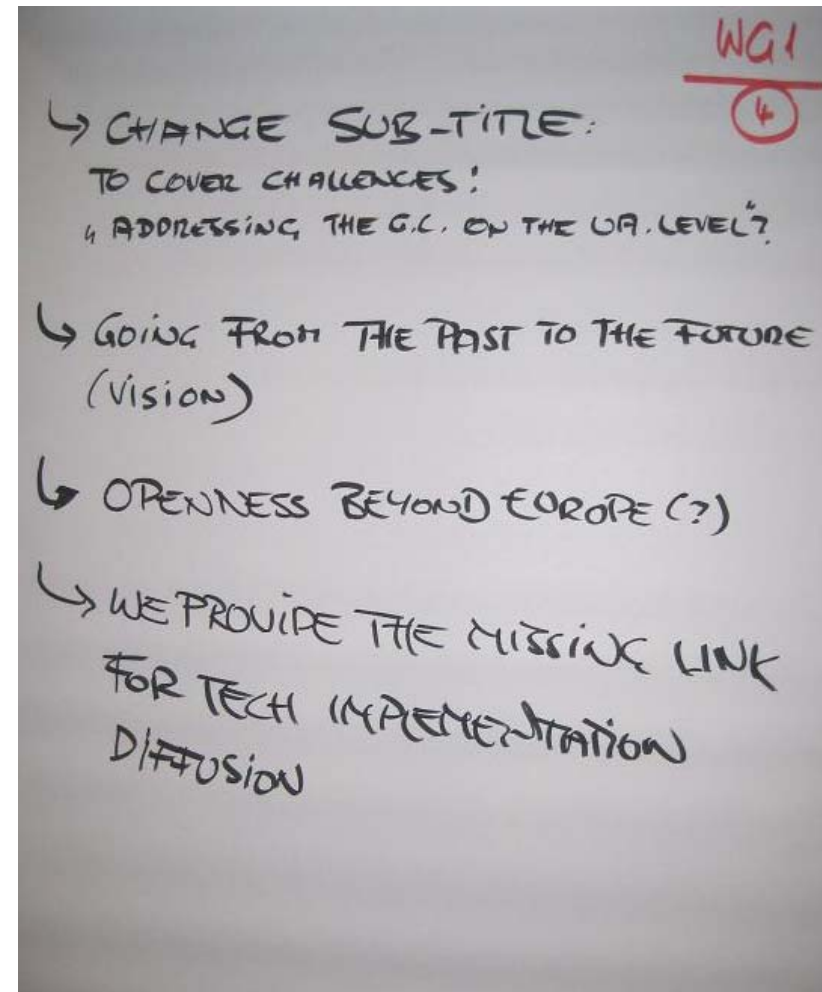 WG1
4
↳ CHANGE SUB-TITLE:
TO COVER CHALLENGES!
"ADDRESSING THE G.C. ON THE UA. LEVEL"?
↳ GOING FROM THE PAST TO THE FUTURE
(VISION)
↳ OPENNESS BEYOND EUROPE (?)
↳ WE PROVIDE THE MISSING LINK
FOR TECH IMPLEMENTATION
DIFFUSION